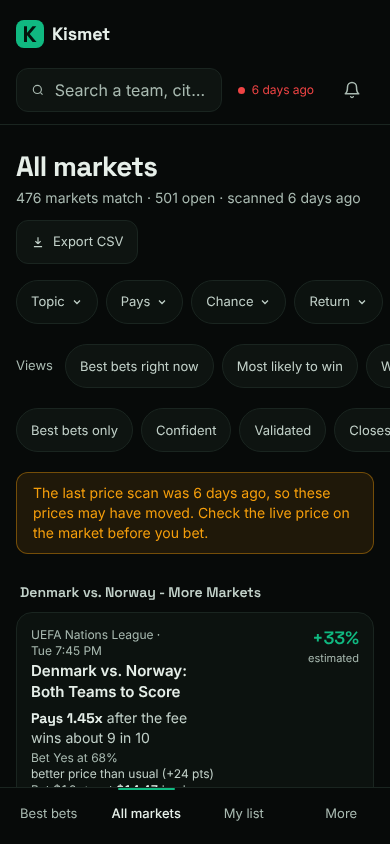 K Kismet
Search a team, cit...
6 days ago
All markets
476 markets match · 501 open · scanned 6 days ago
Export CSV
Topic Pays Chance Return
Views Best bets right now Most likely to win
Best bets only Confident Validated Closes
The last price scan was 6 days ago, so these
prices may have moved. Check the live price on
the market before you bet.
Denmark vs. Norway - More Markets
UEFA Nations League ·
Tue 7:45 PM
+33%
estimated
Denmark vs. Norway:
Both Teams to Score
Pays 1.45x after the fee
wins about 9 in 10
Bet Yes at 68%
better price than usual (+24 pts)
Best bets All markets My list More